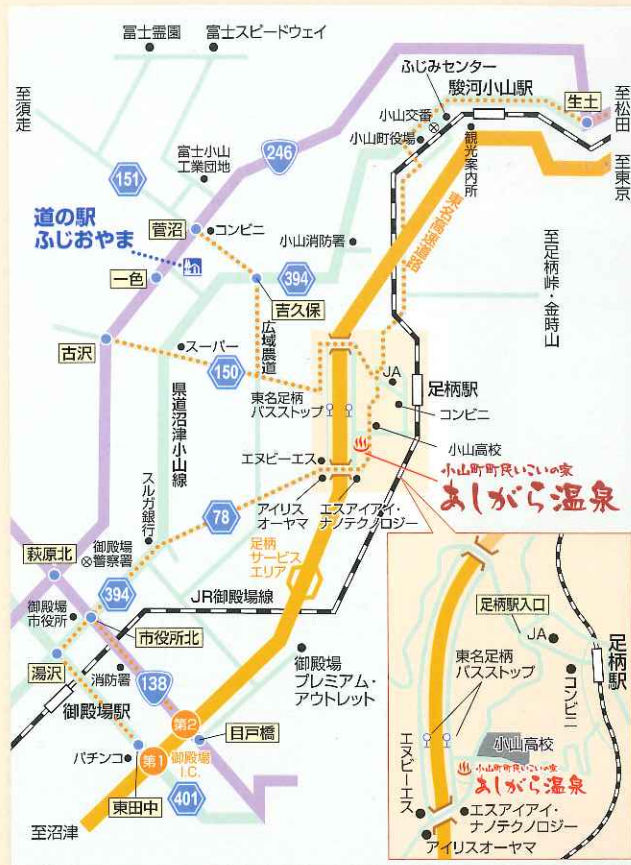 冨士霊園
富士スピードウェイ
至須走
ふじみセンター
駿河小山駅
生土
至松田
小山交番
小山町役場
観光案内所
至東京
富士小山
工業団地
246
151
道の駅
ふじおやま
菅沼
コンビニ
小山消防署
東名高速道路
至足柄峠・金時山
一色
394
吉久保
古沢
スーパー
広域農道
150
県道沼津小山線
JA
足柄駅
東名足柄
バスストップ
コンビニ
小山高校
エヌビーエス
小山町町民いこいの家
あしがら温泉
アイリス
オーヤマ
エスアイアイ・
ナノテクノロジー
スルガ銀行
78
足柄
サービス
エリア
萩原北
御殿場
警察署
394
JR御殿場線
御殿場
市役所
市役所北
湯沢
消防署
138
御殿場
プレミアム・
アウトレット
御殿場駅
第2
目戸橋
パチンコ
第1
御殿場
I.C.
東田中
401
至沼津
足柄駅入口
JA
足柄駅
東名足柄
バスストップ
コンビニ
小山高校
エヌビーエス
小山町町民いこいの家
あしがら温泉
エスアイアイ・
ナノテクノロジー
アイリスオーヤマ